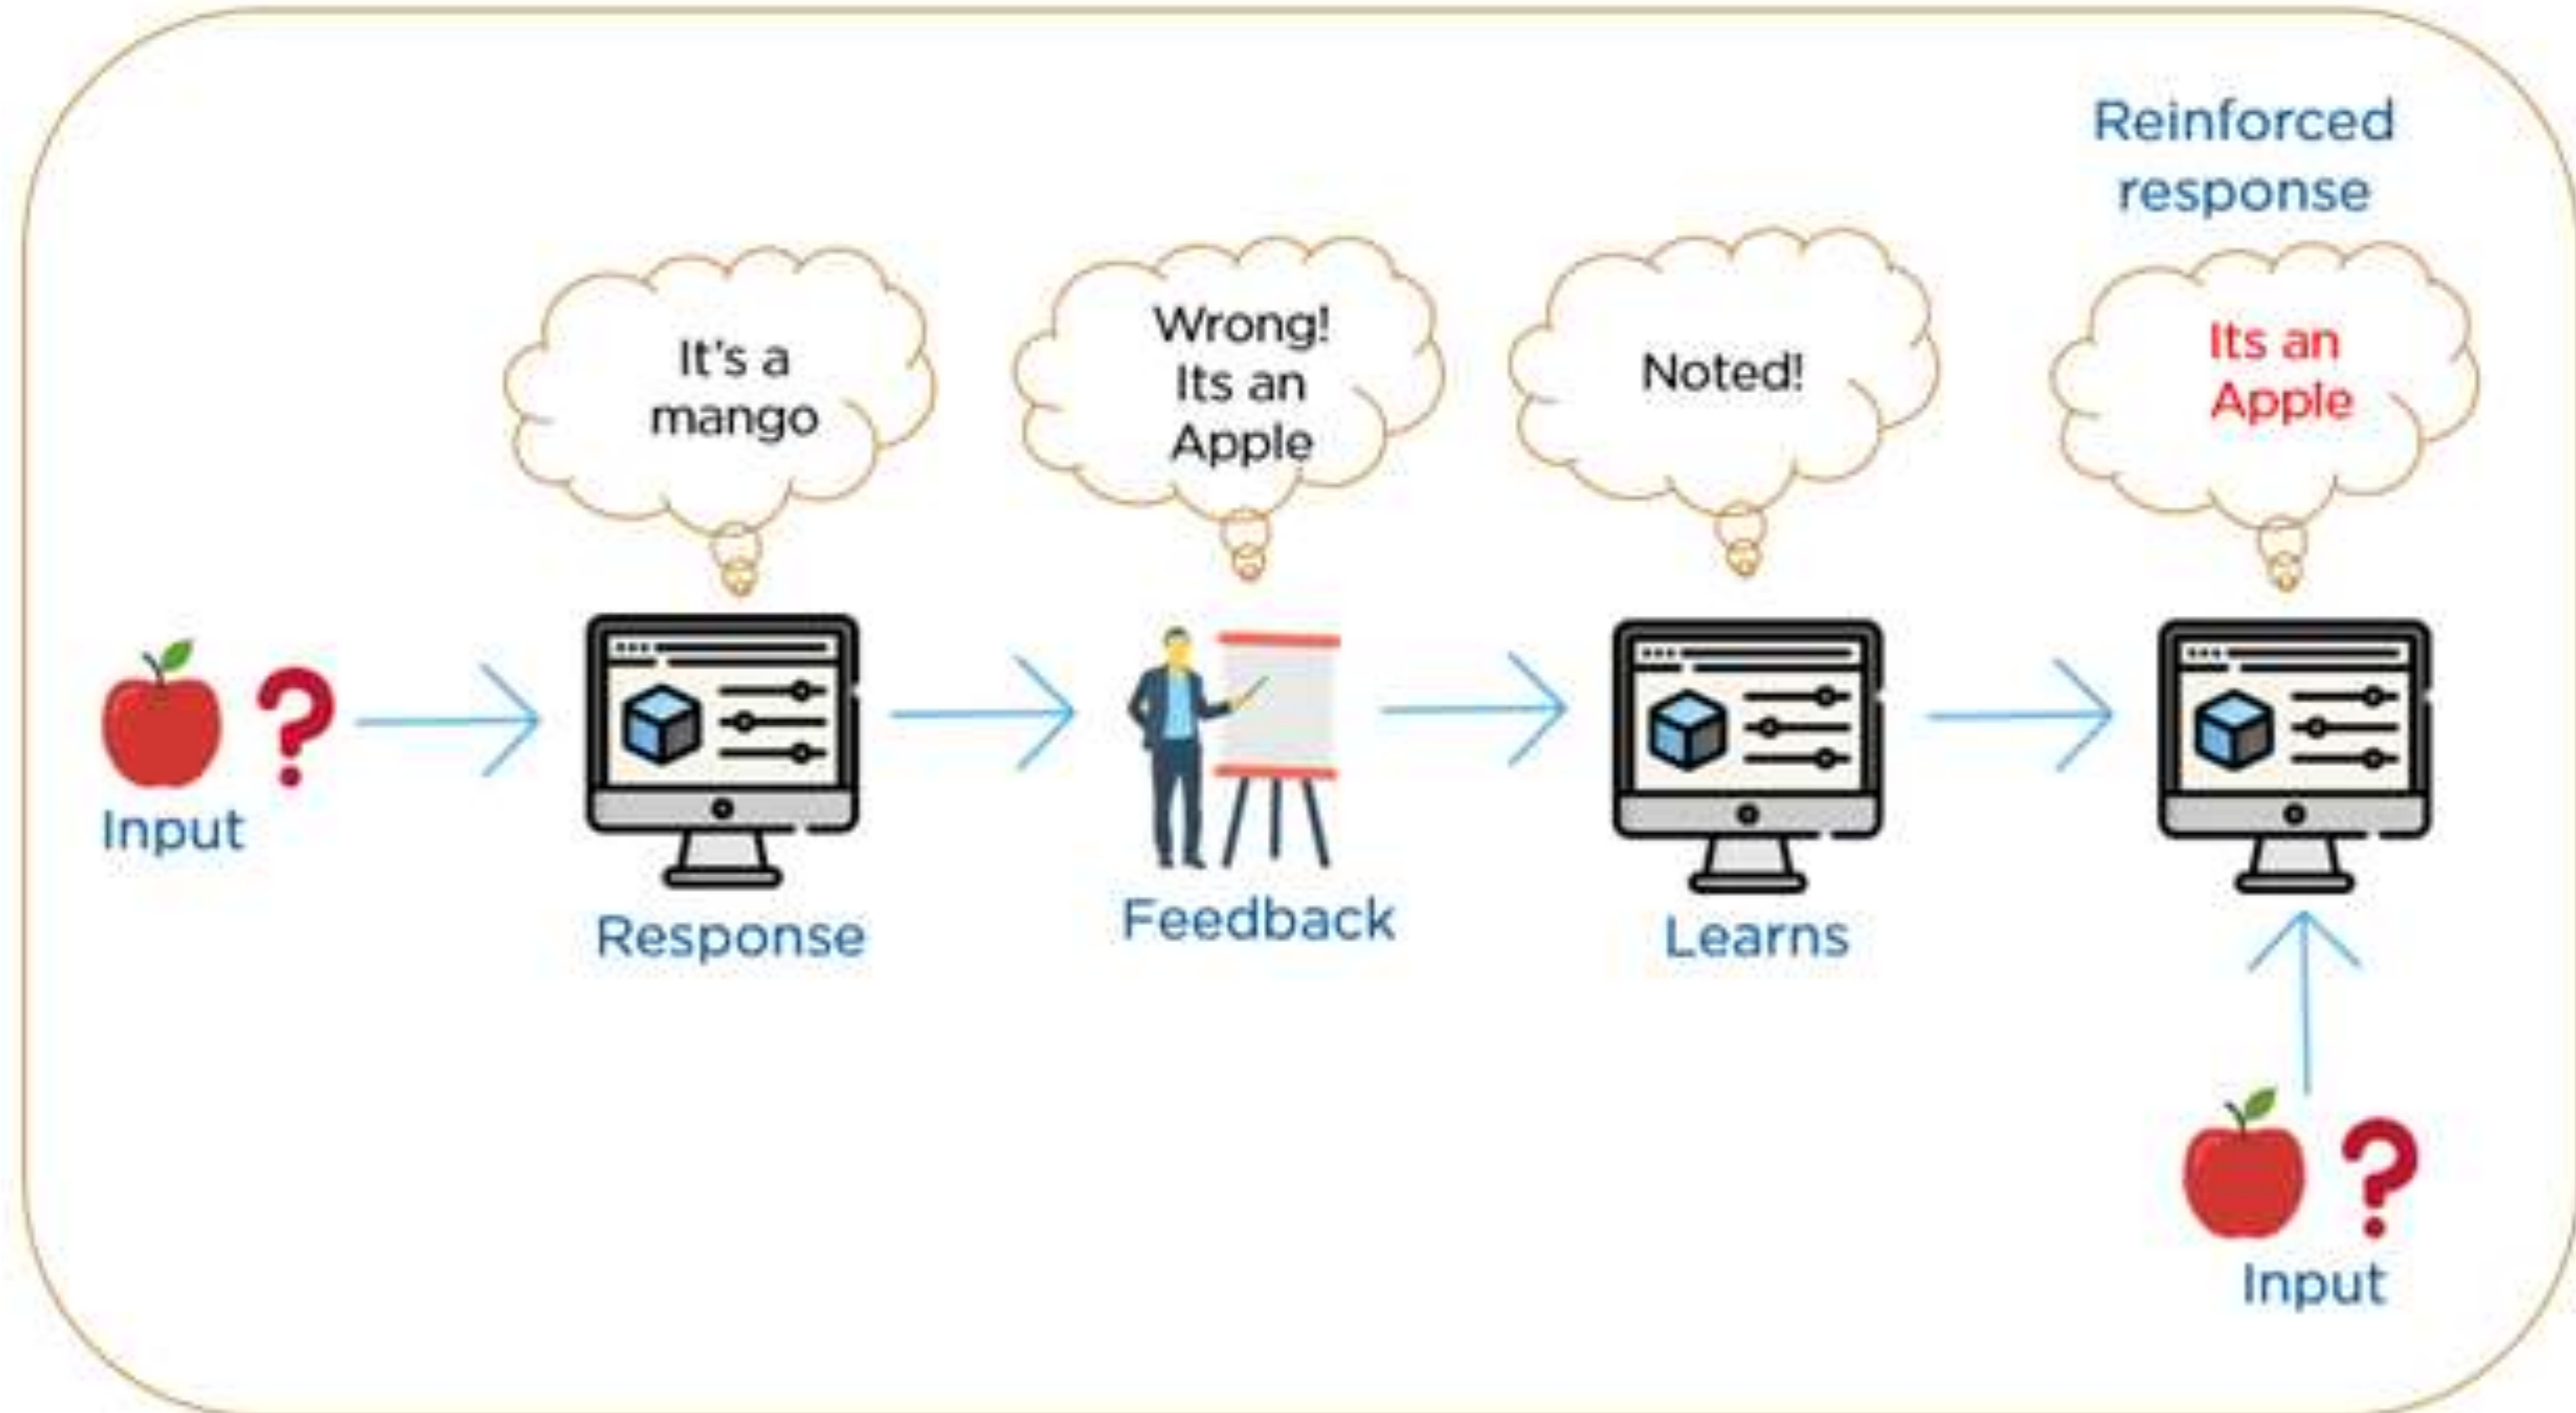 Reinforced
response
It's a
mango
Wrong!
Its an
Apple
Noted!
Its an
Apple
?
Input
Response
Feedback
Learns
?
Input